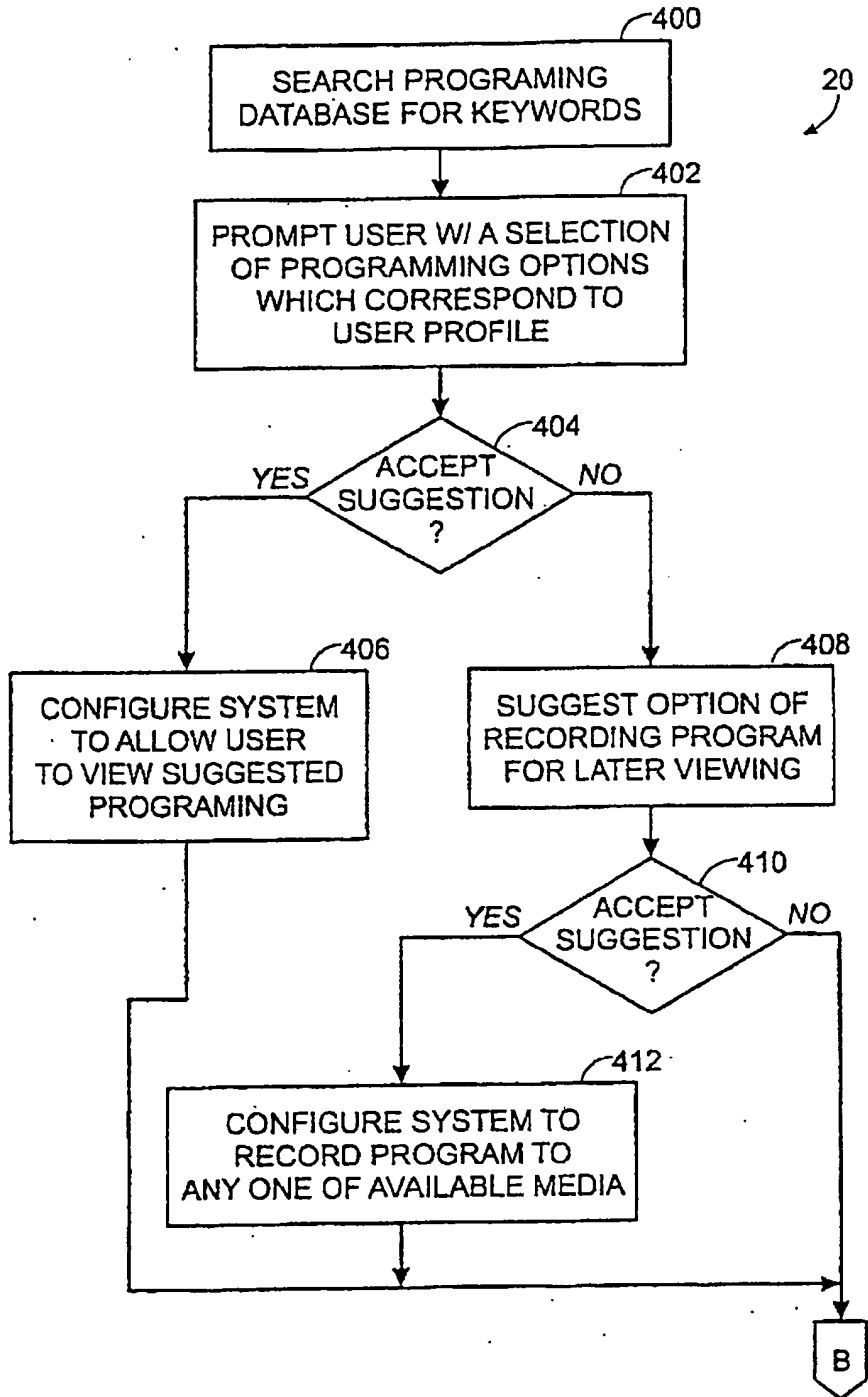 400
SEARCH PROGRAMING
DATABASE FOR KEYWORDS
20
402
PROMPT USER W/ A SELECTION
OF PROGRAMMING OPTIONS
WHICH CORRESPOND TO
USER PROFILE
404
YES
ACCEPT
SUGGESTION
?
NO
406
CONFIGURE SYSTEM
TO ALLOW USER
TO VIEW SUGGESTED
PROGRAMING
408
SUGGEST OPTION OF
RECORDING PROGRAM
FOR LATER VIEWING
410
YES
ACCEPT
SUGGESTION
?
NO
412
CONFIGURE SYSTEM TO
RECORD PROGRAM TO
ANY ONE OF AVAILABLE MEDIA
B